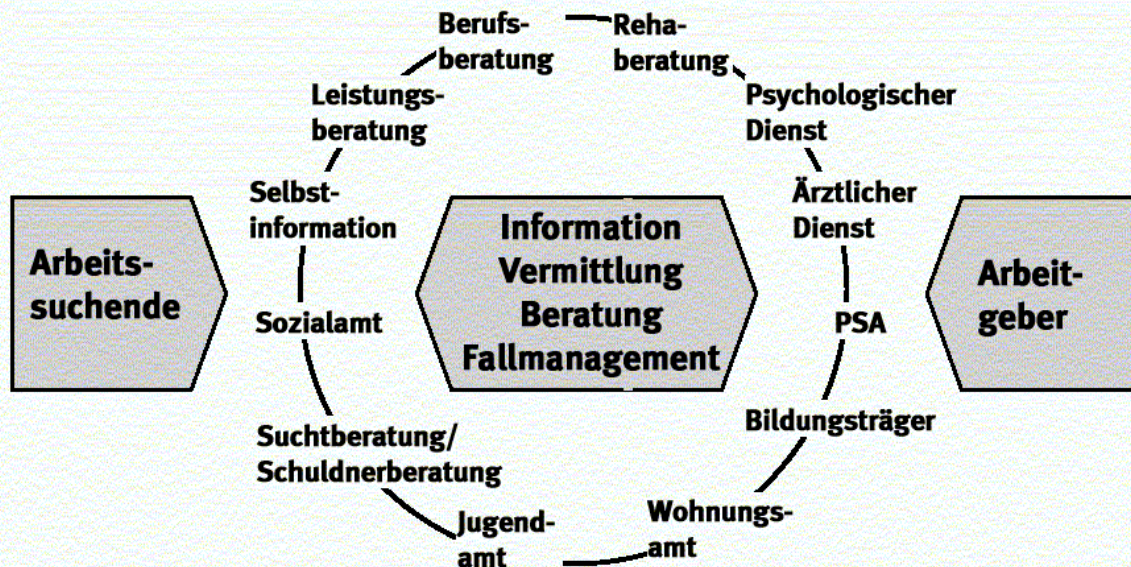 Berufs-
beratung
Reha-
beratung
Leistungs-
beratung
Psychologischer
Dienst
Selbst-
information
Ärztlicher
Dienst
Arbeits-
suchende
Information
Vermittlung
Beratung
Fallmanagement
Arbeit-
geber
Sozialamt
PSA
Suchtberatung/
Schuldnerberatung
Bildungsträger
Jugend-
amt
Wohnungs-
amt